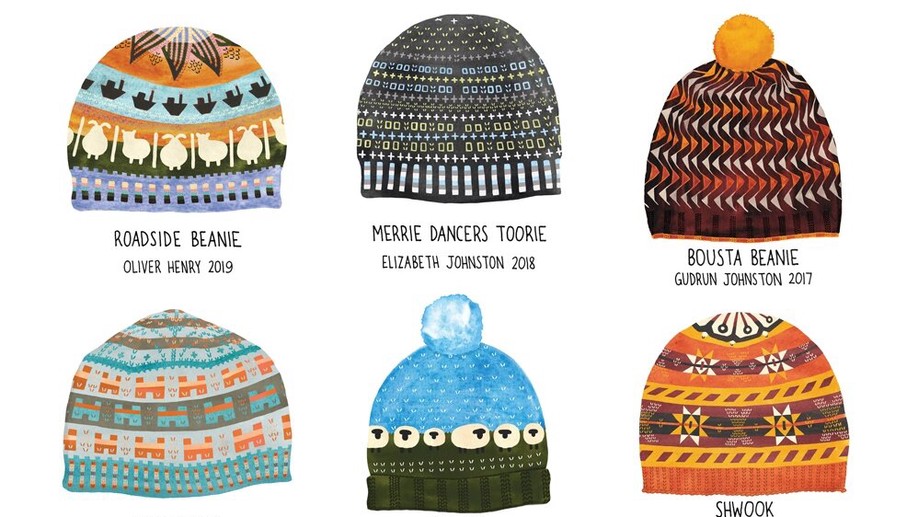 ROADSIDE BEANIE
OLIVER HENRY 2019
MERRIE DANCERS TOORIE
ELIZABETH JOHNSTON 2018
BOUSTA BEANIE
GUDRUN JOHNSTON 2017
SHWOOK